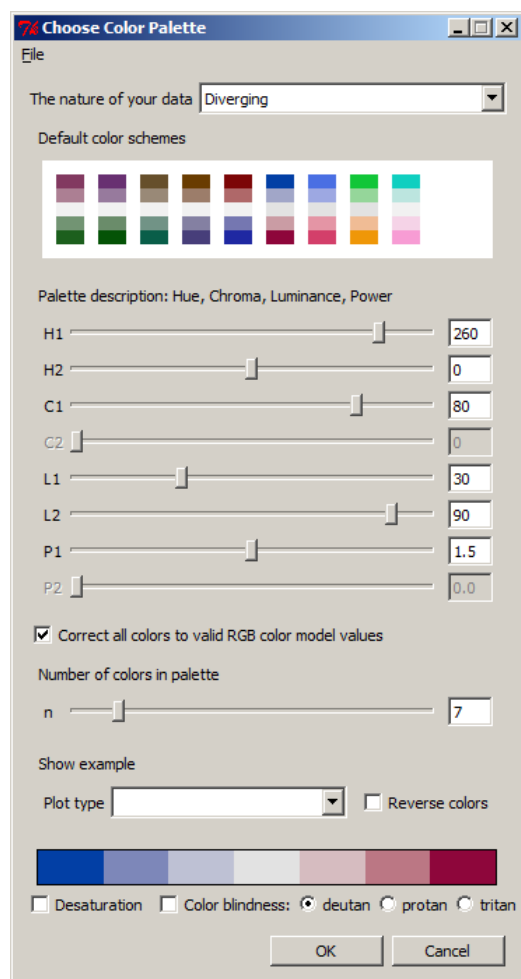 Choose Color Palette
File
The nature of your data Diverging
Default color schemes
Palette description: Hue, Chroma, Luminance, Power
H1 260
H2 0
C1 80
C2 0
L1 30
L2 90
P1 1.5
P2 0.0
Correct all colors to valid RGB color model values
Number of colors in palette
n 7
Show example
Plot type Reverse colors
Desaturation Color blindness: deutan protan tritan
OK Cancel